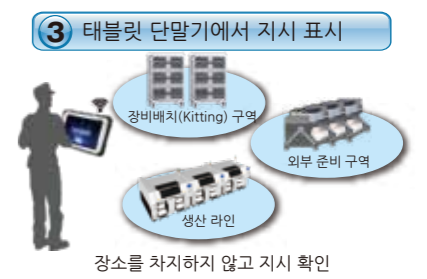 3 태블릿 단말기에서 지시 표시
장비배치(Kitting) 구역
외부 준비 구역
생산 라인
장소를 차지하지 않고 지시 확인